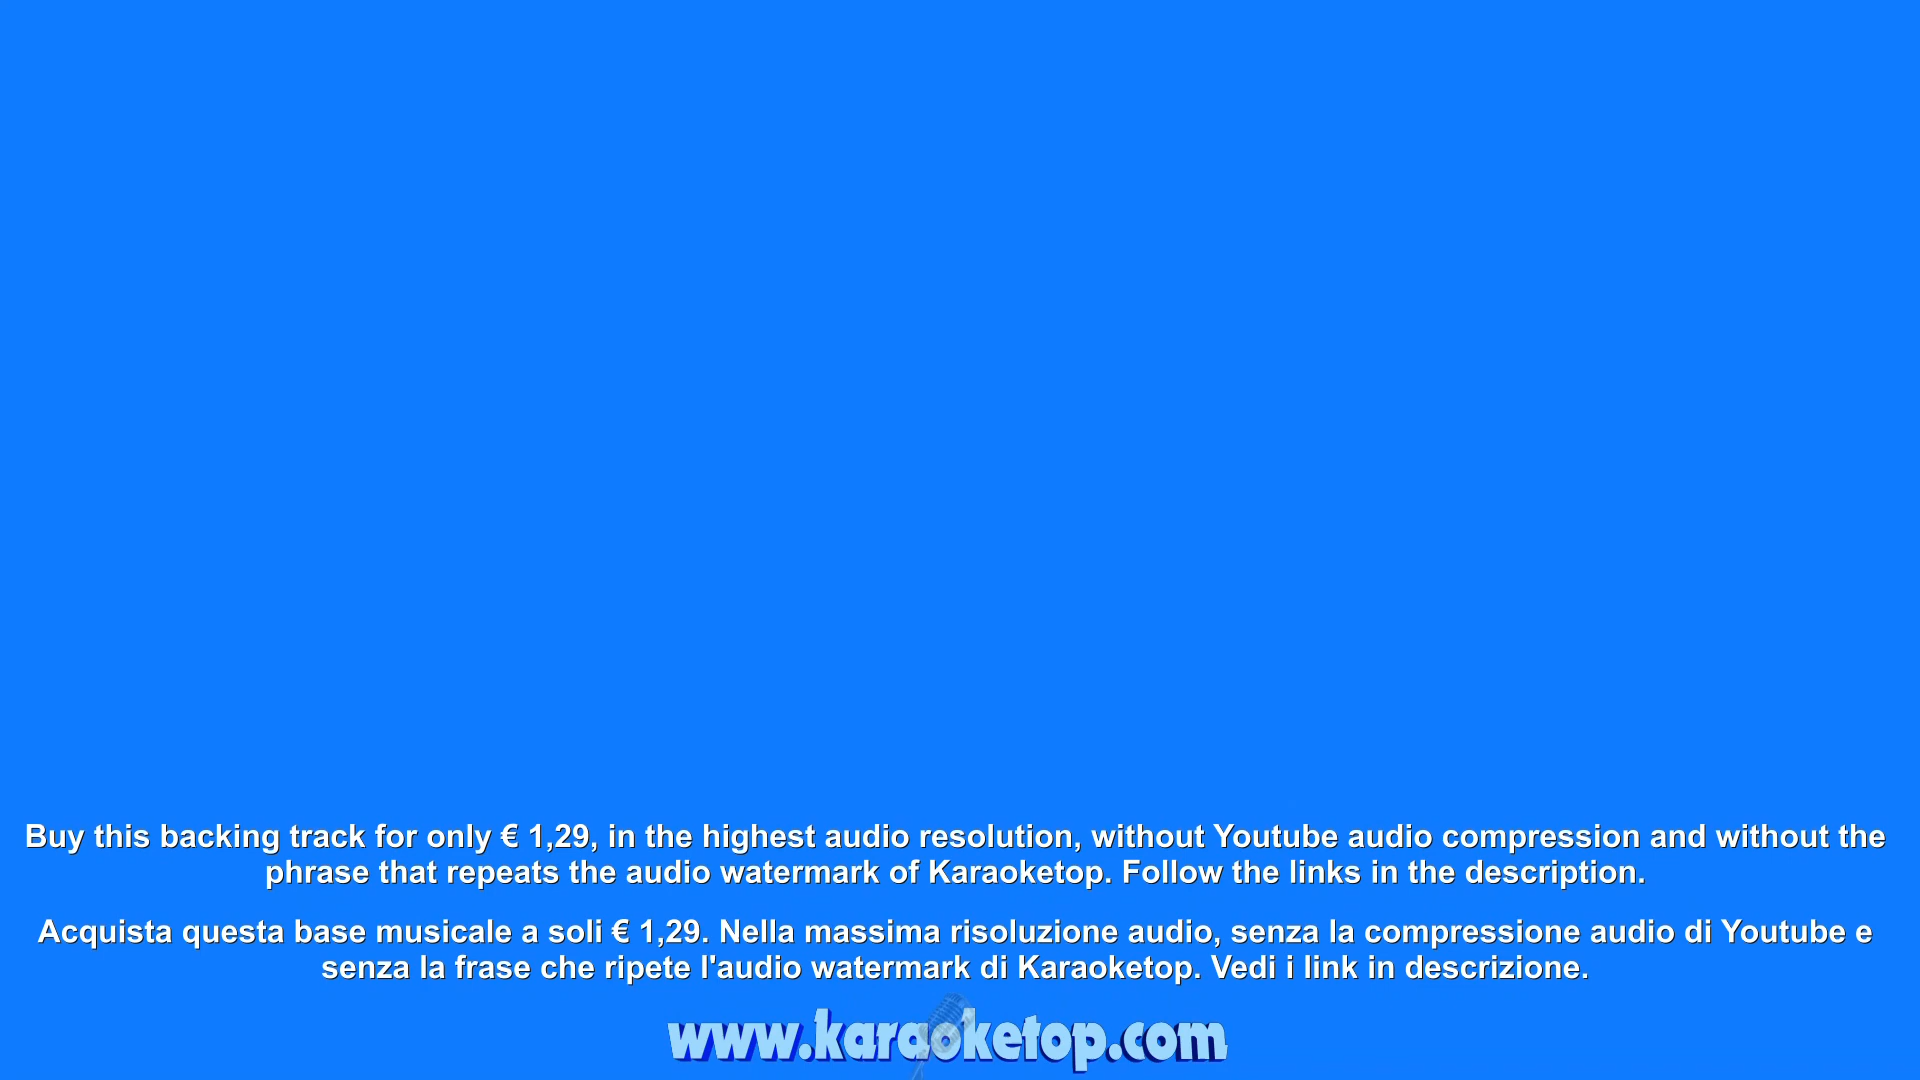 Buy this backing track for only € 1,29, in the highest audio resolution, without Youtube audio compression and without the
phrase that repeats the audio watermark of Karaoketop. Follow the links in the description.
Acquista questa base musicale a soli € 1,29. Nella massima risoluzione audio, senza la compressione audio di Youtube e
senza la frase che ripete l'audio watermark di Karaoketop. Vedi i link in descrizione.
www.karaoketop.com